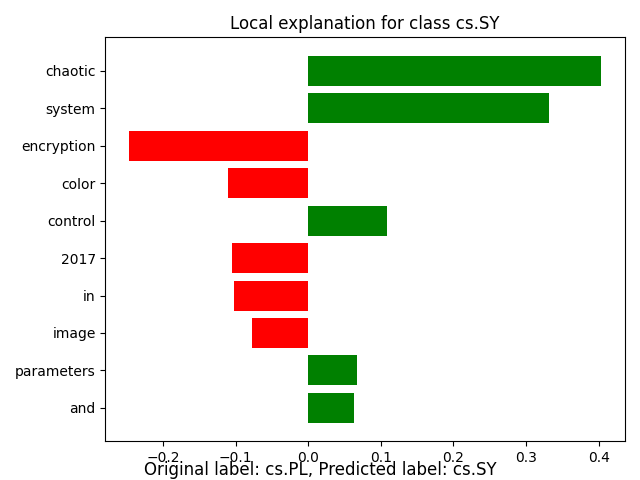 Local explanation for class cs.SY
chaotic
system
encryption
color
control
2017
in
image
parameters
and
−0.2 −0.1 0.0 0.1 0.2 0.3 0.4
Original label: cs.PL, Predicted label: cs.SY